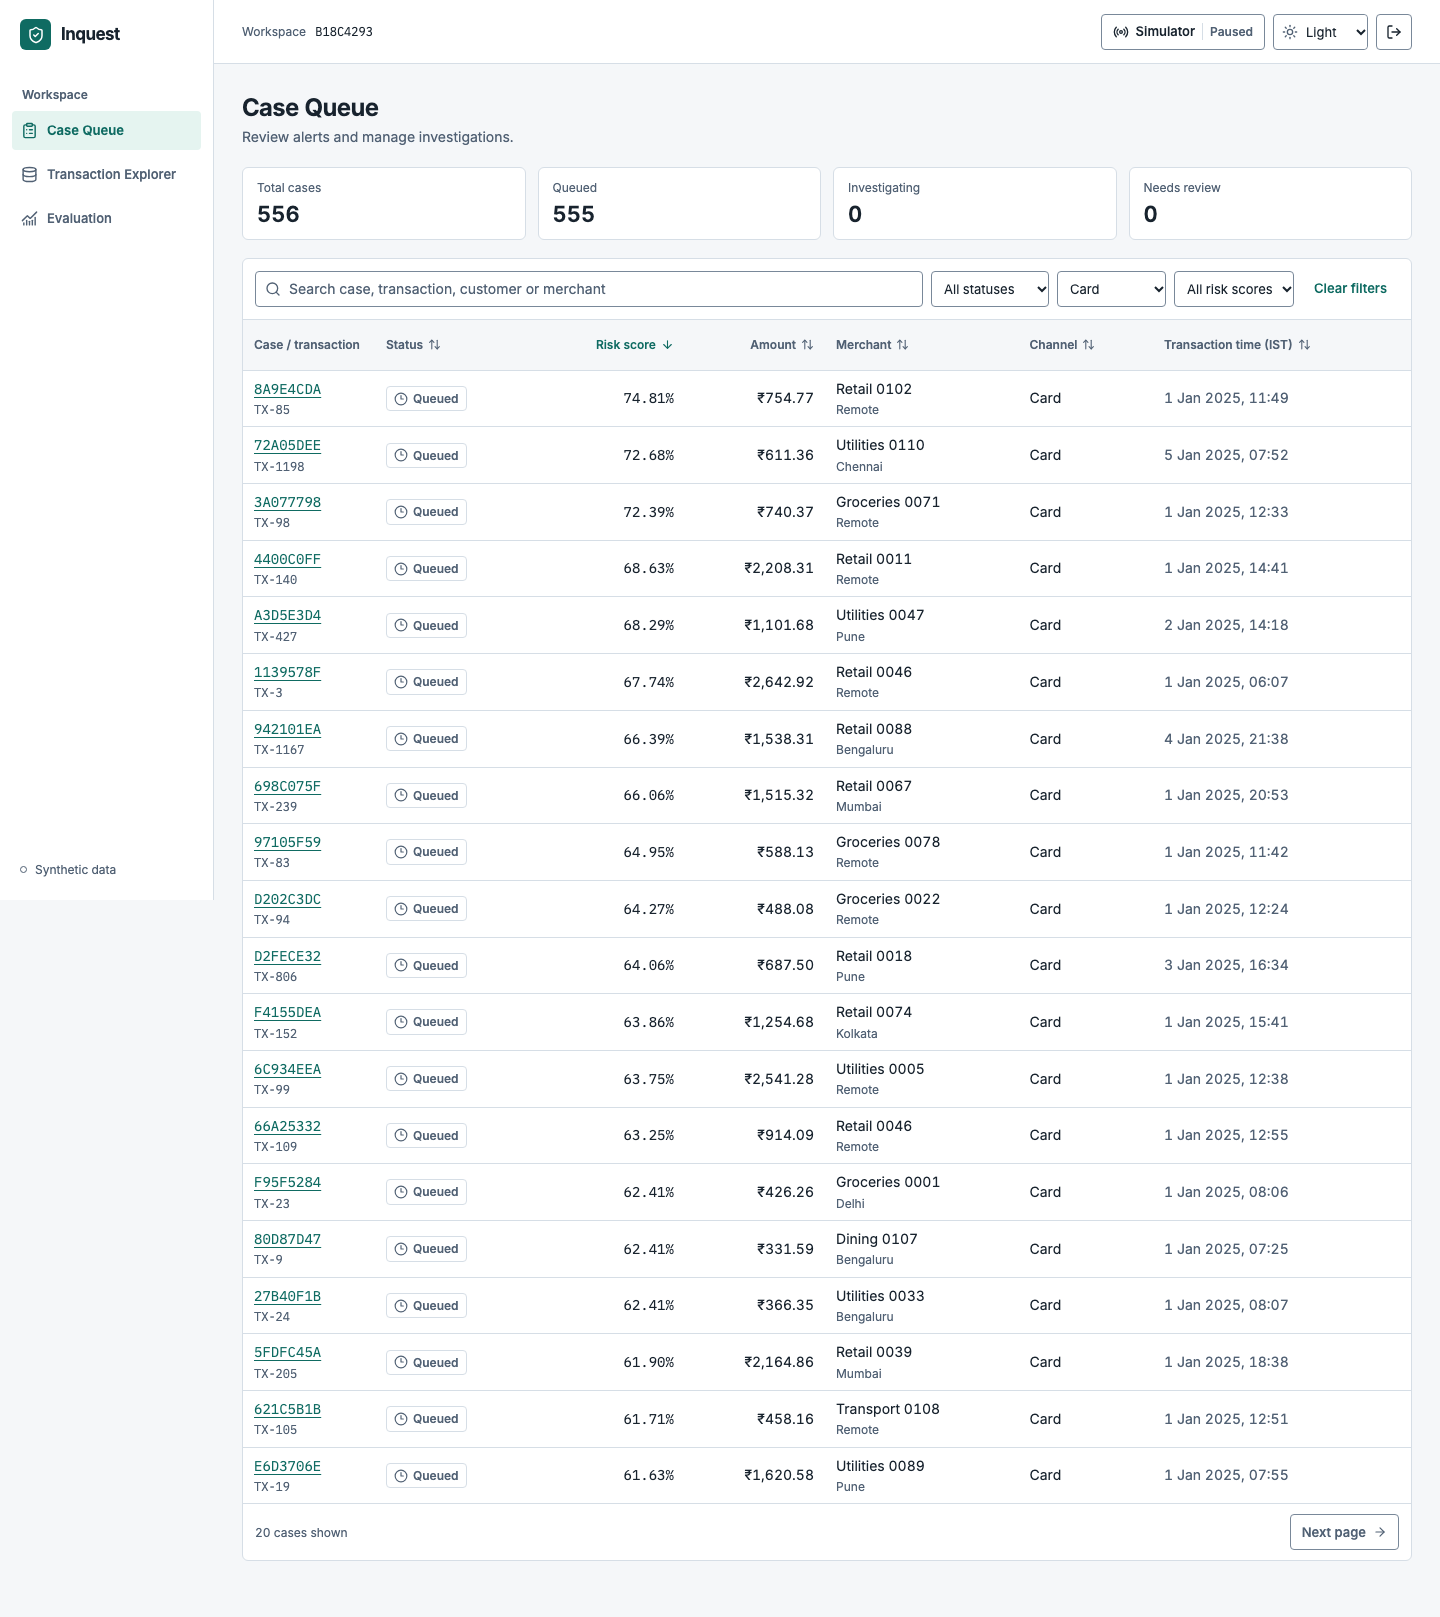 Inquest
Workspace
Case Queue
Transaction Explorer
Evaluation
Synthetic data
Workspace B18C4293
Simulator Paused
Light
Case Queue
Review alerts and manage investigations.
Total cases
556
Queued
555
Investigating
0
Needs review
0
Search case, transaction, customer or merchant
All statuses
Card
All risk scores
Clear filters
Case / transaction Status Risk score Amount Merchant Channel Transaction time (IST)
8A9E4CDA Queued 74.81% ₹754.77 Retail 0102 Card 1 Jan 2025, 11:49
TX-85 Remote
72A05DEE Queued 72.68% ₹611.36 Utilities 0110 Card 5 Jan 2025, 07:52
TX-1198 Chennai
3A077798 Queued 72.39% ₹740.37 Groceries 0071 Card 1 Jan 2025, 12:33
TX-98 Remote
4400C0FF Queued 68.63% ₹2,208.31 Retail 0011 Card 1 Jan 2025, 14:41
TX-140 Remote
A3D5E3D4 Queued 68.29% ₹1,101.68 Utilities 0047 Card 2 Jan 2025, 14:18
TX-427 Pune
1139578F Queued 67.74% ₹2,642.92 Retail 0046 Card 1 Jan 2025, 06:07
TX-3 Remote
942101EA Queued 66.39% ₹1,538.31 Retail 0088 Card 4 Jan 2025, 21:38
TX-1167 Bengaluru
698C075F Queued 66.06% ₹1,515.32 Retail 0067 Card 1 Jan 2025, 20:53
TX-239 Mumbai
97105F59 Queued 64.95% ₹588.13 Groceries 0078 Card 1 Jan 2025, 11:42
TX-83 Remote
D202C3DC Queued 64.27% ₹488.08 Groceries 0022 Card 1 Jan 2025, 12:24
TX-94 Remote
D2FECE32 Queued 64.06% ₹687.50 Retail 0018 Card 3 Jan 2025, 16:34
TX-806 Pune
F4155DEA Queued 63.86% ₹1,254.68 Retail 0074 Card 1 Jan 2025, 15:41
TX-152 Kolkata
6C934EEA Queued 63.75% ₹2,541.28 Utilities 0005 Card 1 Jan 2025, 12:38
TX-99 Remote
66A25332 Queued 63.25% ₹914.09 Retail 0046 Card 1 Jan 2025, 12:55
TX-109 Remote
F95F5284 Queued 62.41% ₹426.26 Groceries 0001 Card 1 Jan 2025, 08:06
TX-23 Delhi
80D87D47 Queued 62.41% ₹331.59 Dining 0107 Card 1 Jan 2025, 07:25
TX-9 Bengaluru
27B40F1B Queued 62.41% ₹366.35 Utilities 0033 Card 1 Jan 2025, 08:07
TX-24 Bengaluru
5FDFC45A Queued 61.90% ₹2,164.86 Retail 0039 Card 1 Jan 2025, 18:38
TX-205 Mumbai
621C5B1B Queued 61.71% ₹458.16 Transport 0108 Card 1 Jan 2025, 12:51
TX-105 Remote
E6D3706E Queued 61.63% ₹1,620.58 Utilities 0089 Card 1 Jan 2025, 07:55
TX-19 Pune
20 cases shown
Next page